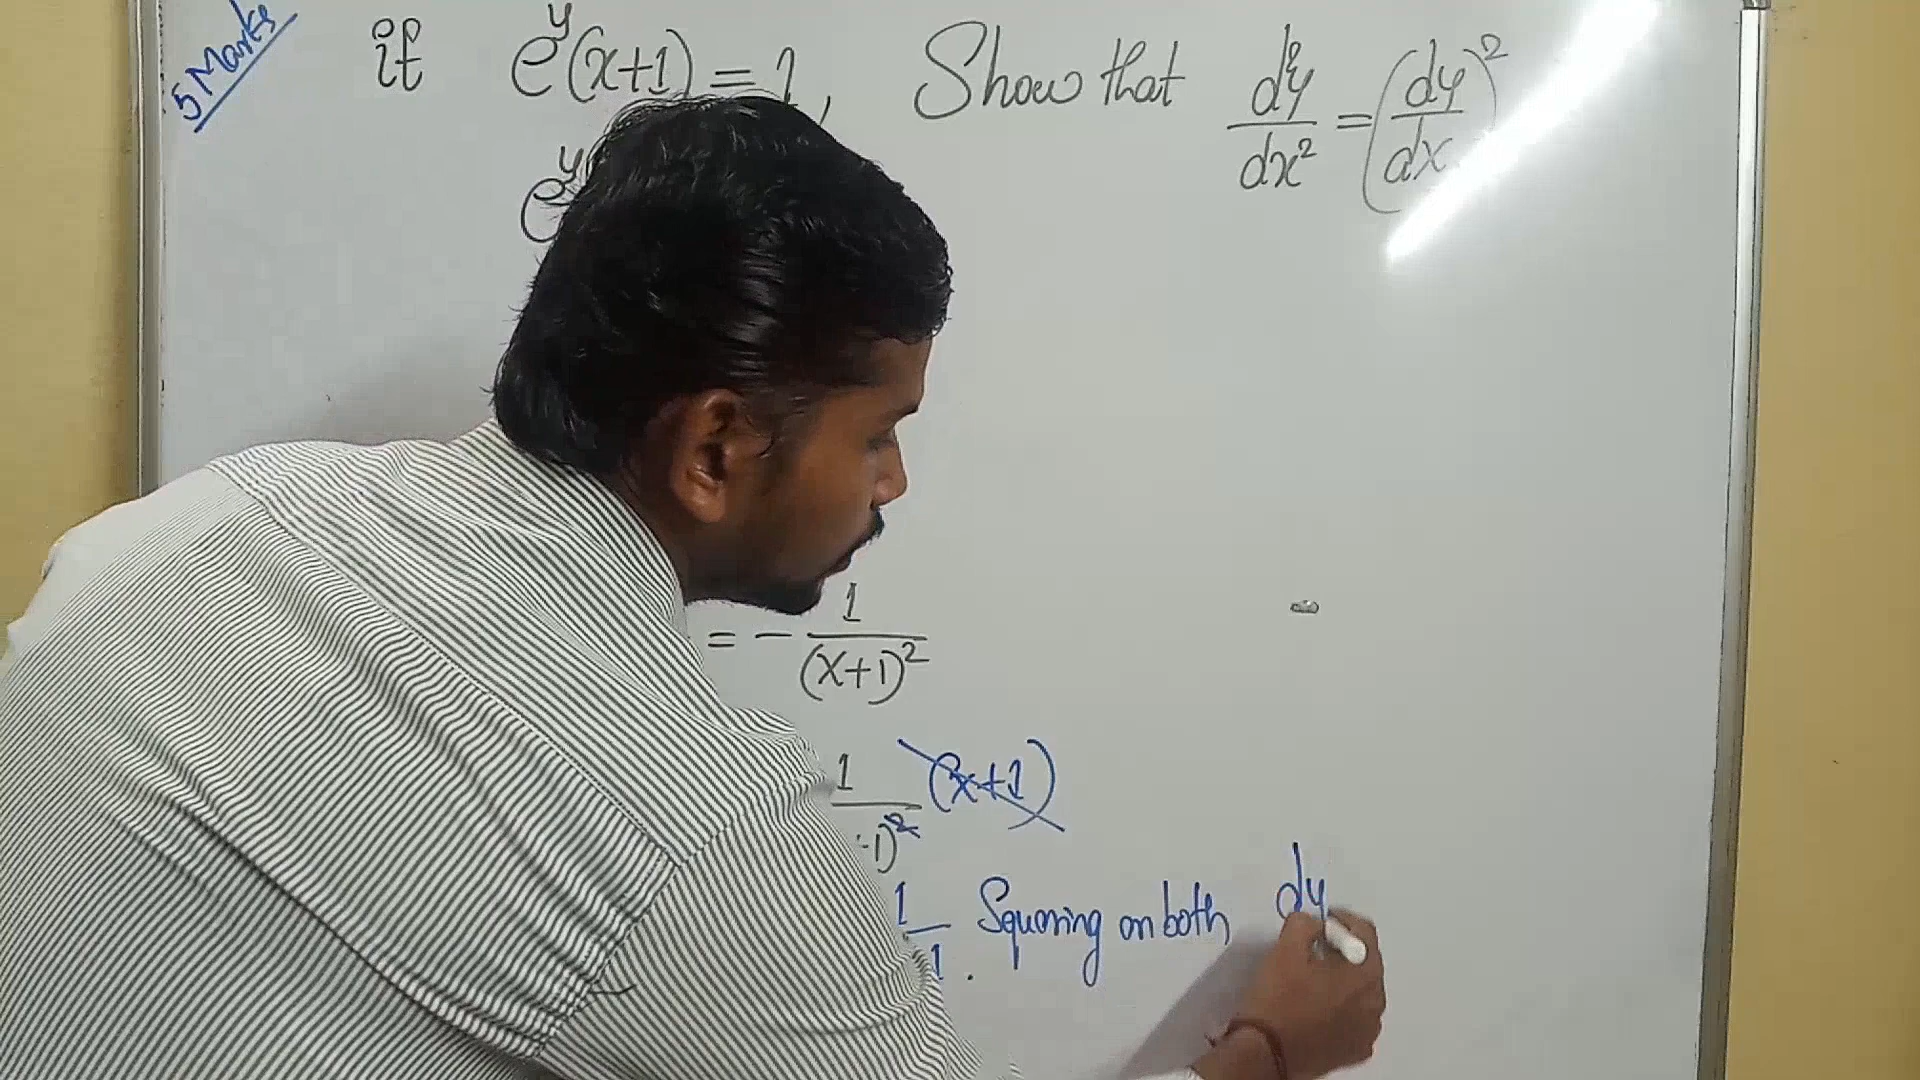 5 Marks
if e^y(x+1) = 1, Show that d²y/dx² = (dy/dx)²
e^y
= - 1/(x+1)²
1/-1)² (x+1)
1/1. Squaring on both dy